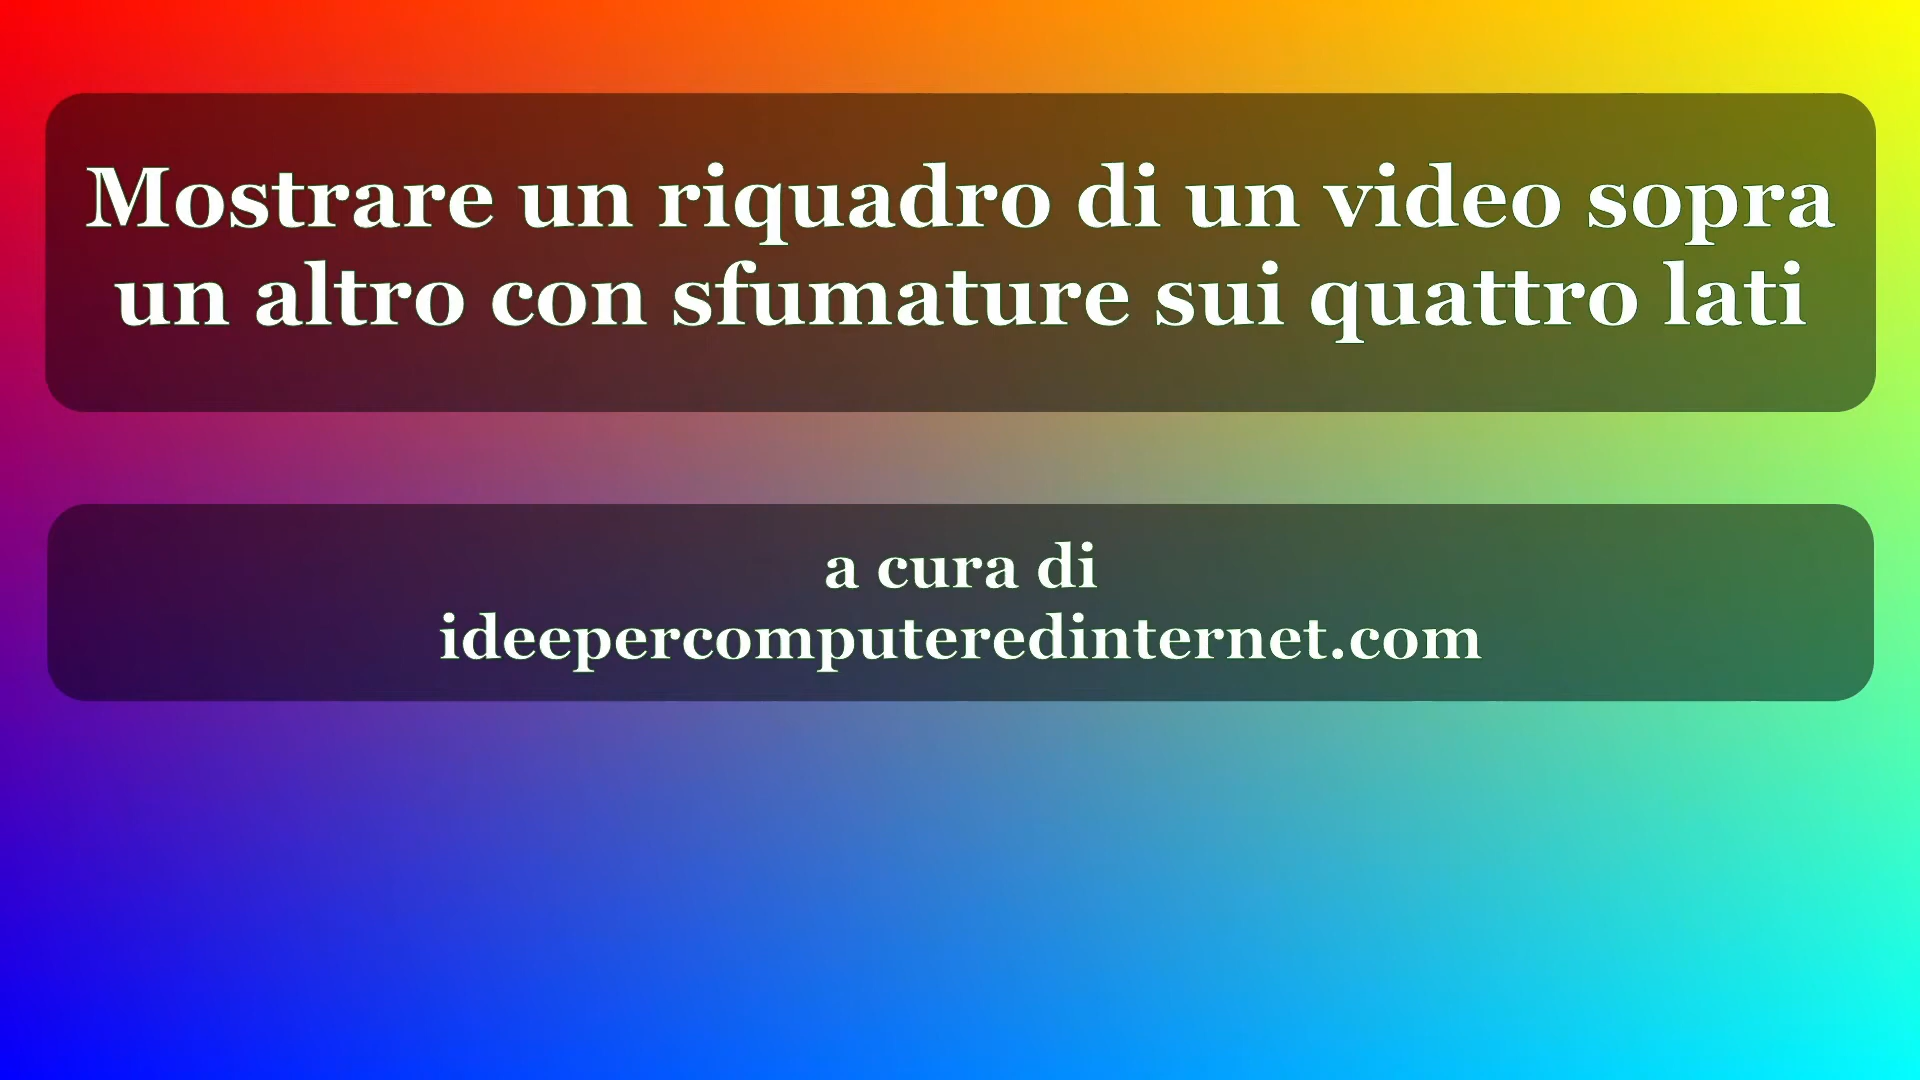 Mostrare un riquadro di un video sopra
un altro con sfumature sui quattro lati
a cura di
ideepercomputeredinternet.com